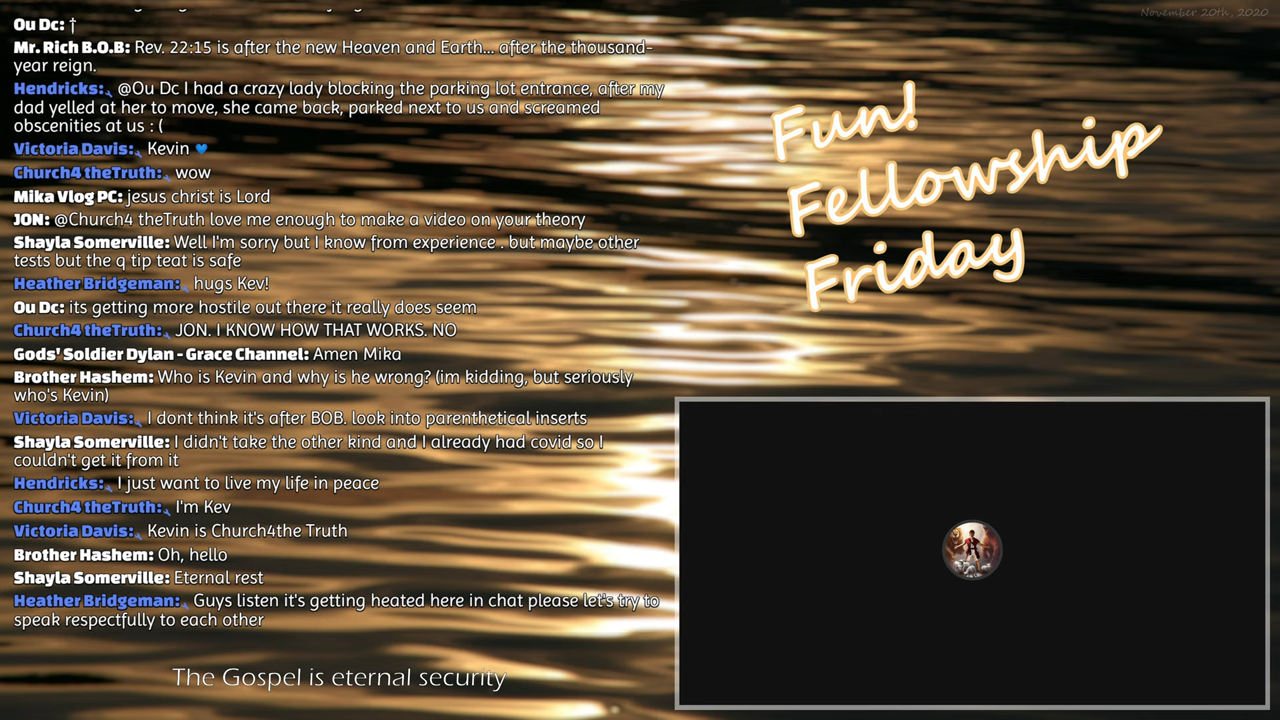 November 20th, 2020
Ou Dc: †
Mr. Rich B.O.B: Rev. 22:15 is after the new Heaven and Earth... after the thousand-
year reign.
Hendricks: @Ou Dc I had a crazy lady blocking the parking lot entrance, after my
dad yelled at her to move, she came back, parked next to us and screamed
obscenities at us : (
Victoria Davis: Kevin 💙
Church4 theTruth: wow
Mika Vlog PC: jesus christ is Lord
JON: @Church4 theTruth love me enough to make a video on your theory
Shayla Somerville: Well I'm sorry but I know from experience . but maybe other
tests but the q tip teat is safe
Heather Bridgeman: hugs Kev!
Ou Dc: its getting more hostile out there it really does seem
Church4 theTruth: JON. I KNOW HOW THAT WORKS. NO
Gods' Soldier Dylan - Grace Channel: Amen Mika
Brother Hashem: Who is Kevin and why is he wrong? (im kidding, but seriously
who's Kevin)
Victoria Davis: I dont think it's after BOB. look into parenthetical inserts
Shayla Somerville: I didn't take the other kind and I already had covid so I
couldn't get it from it
Hendricks: I just want to live my life in peace
Church4 theTruth: I'm Kev
Victoria Davis: Kevin is Church4the Truth
Brother Hashem: Oh, hello
Shayla Somerville: Eternal rest
Heather Bridgeman: Guys listen it's getting heated here in chat please let's try to
speak respectfully to each other
The Gospel is eternal security
Fun!
Fellowship
Friday